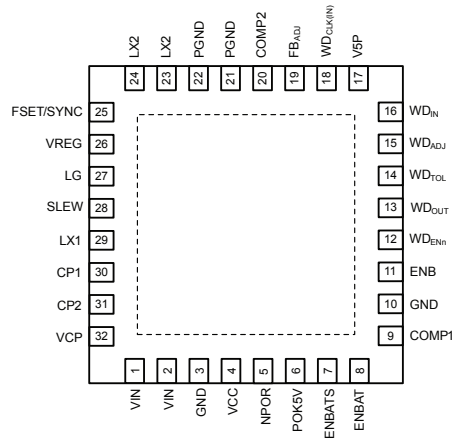 LX2
LX2
PGND
PGND
COMP2
FBADJ
WDCLK(IN)
V5P
24
23
22
21
20
19
18
17
FSET/SYNC 25
VREG 26
LG 27
SLEW 28
LX1 29
CP1 30
CP2 31
VCP 32
16 WDIN
15 WDADJ
14 WDTOL
13 WDOUT
12 WDENn
11 ENB
10 GND
9 COMP1
1
2
3
4
5
6
7
8
VIN
VIN
GND
VCC
NPOR
POK5V
ENBATS
ENBAT